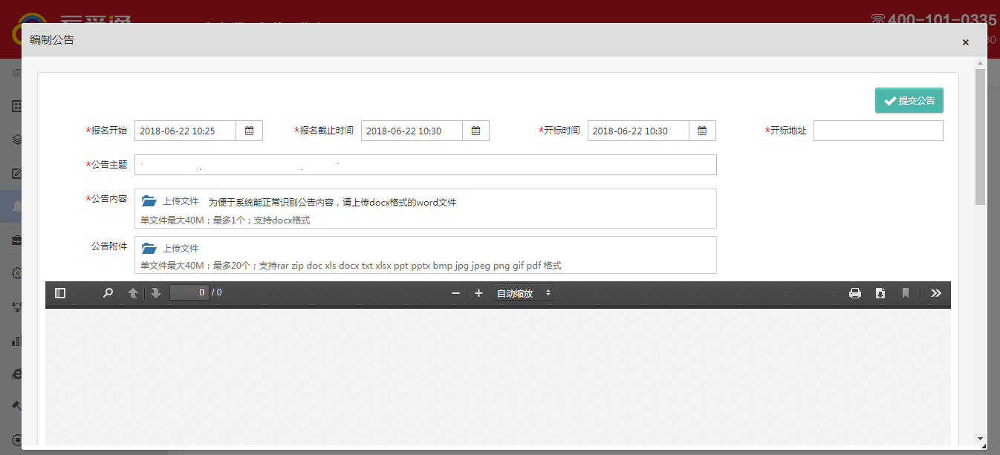 400-101-0335
编制公告
×
30
项
提交公告
*报名开始 2018-06-22 10:25 *报名截止时间 2018-06-22 10:30 *开标时间 2018-06-22 10:30 *开标地址
*公告主题
*公告内容 上传文件 为便于系统能正常识别公告内容，请上传docx格式的word文件
单文件最大40M；最多1个；支持docx格式
公告附件 上传文件
单文件最大40M；最多20个；支持rar zip doc xls docx txt xlsx ppt pptx bmp jpg jpeg png gif pdf 格式
0 / 0 自动缩放